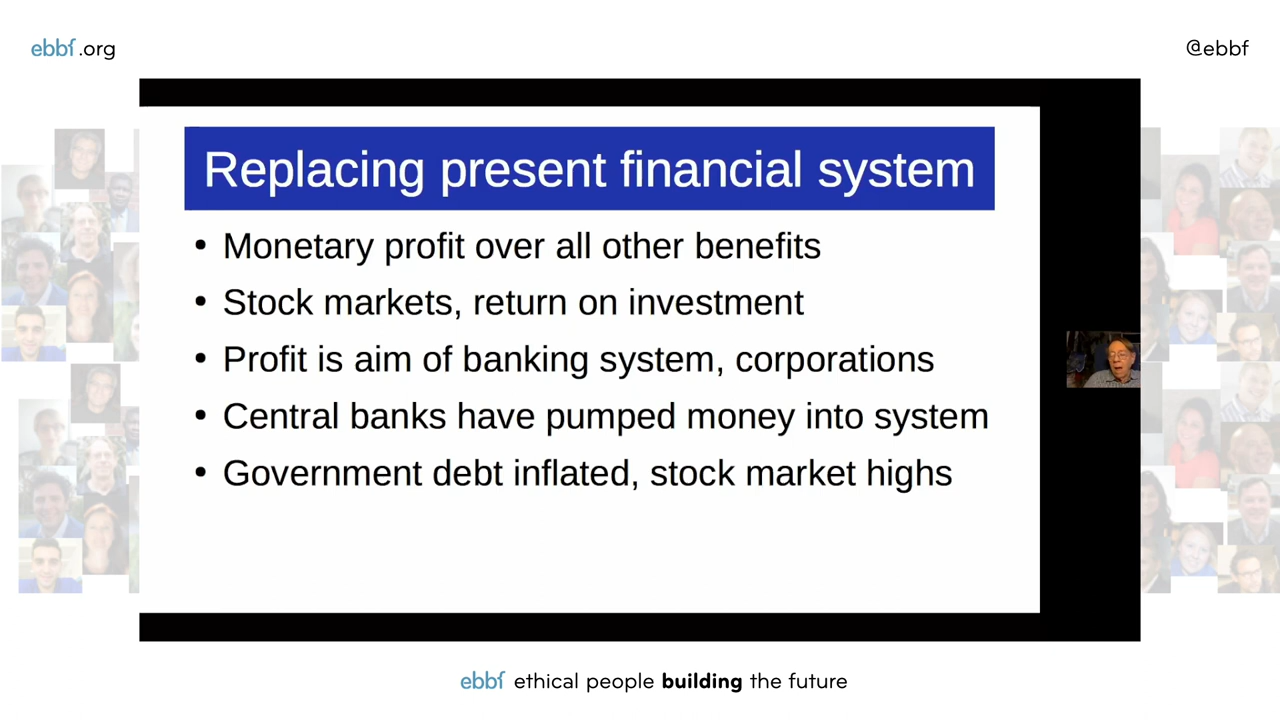 ebbf.org
@ebbf
Replacing present financial system
• Monetary profit over all other benefits
• Stock markets, return on investment
• Profit is aim of banking system, corporations
• Central banks have pumped money into system
• Government debt inflated, stock market highs
ebbf ethical people building the future